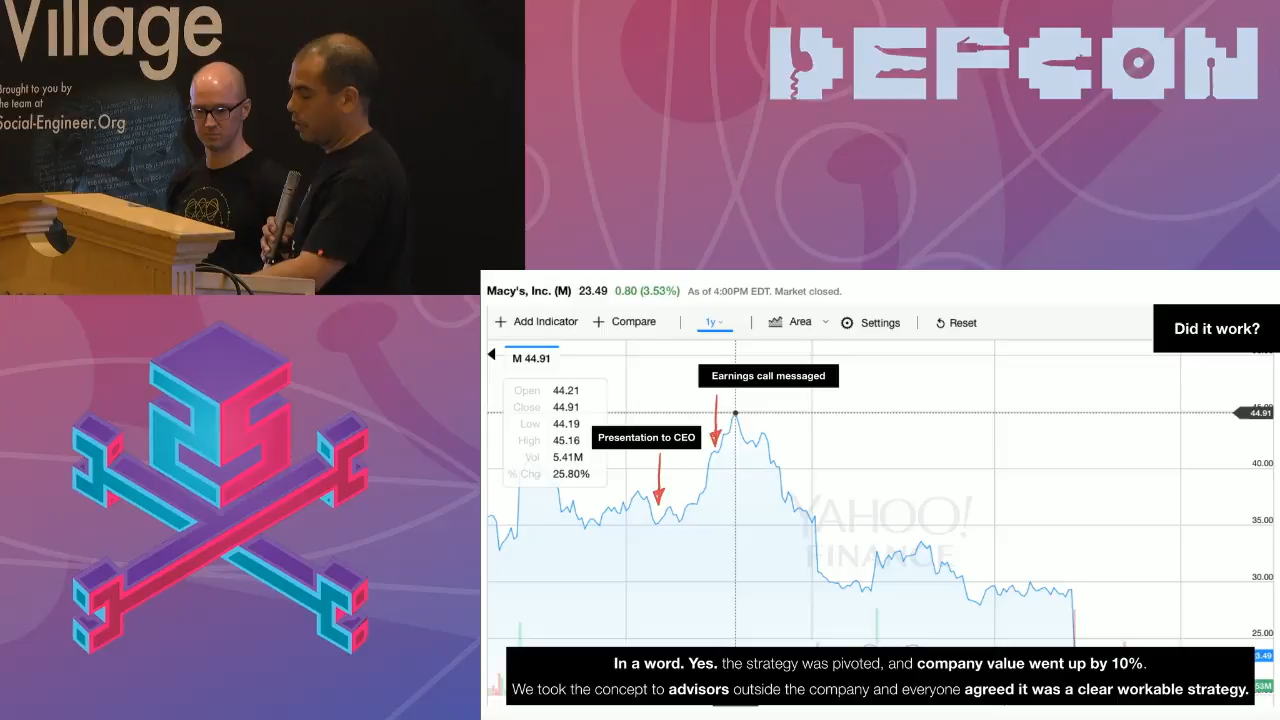 Village
Brought to you by
the team at
Social-Engineer.Org
DEFCON
Macy's, Inc. (M) 23.49 0.80 (3.53%) As of 4:00PM EDT. Market closed.
+ Add Indicator + Compare 1y Area Settings Reset
Did it work?
M 44.91
Earnings call messaged
Open 44.21
Close 44.91
Low 44.19
High 45.16
Vol 5.41M
% Chg 25.80%
Presentation to CEO
45.00
44.91
40.00
35.00
30.00
25.00
YAHOO!
FINANCE
In a word. Yes. the strategy was pivoted, and company value went up by 10%.
We took the concept to advisors outside the company and everyone agreed it was a clear workable strategy.